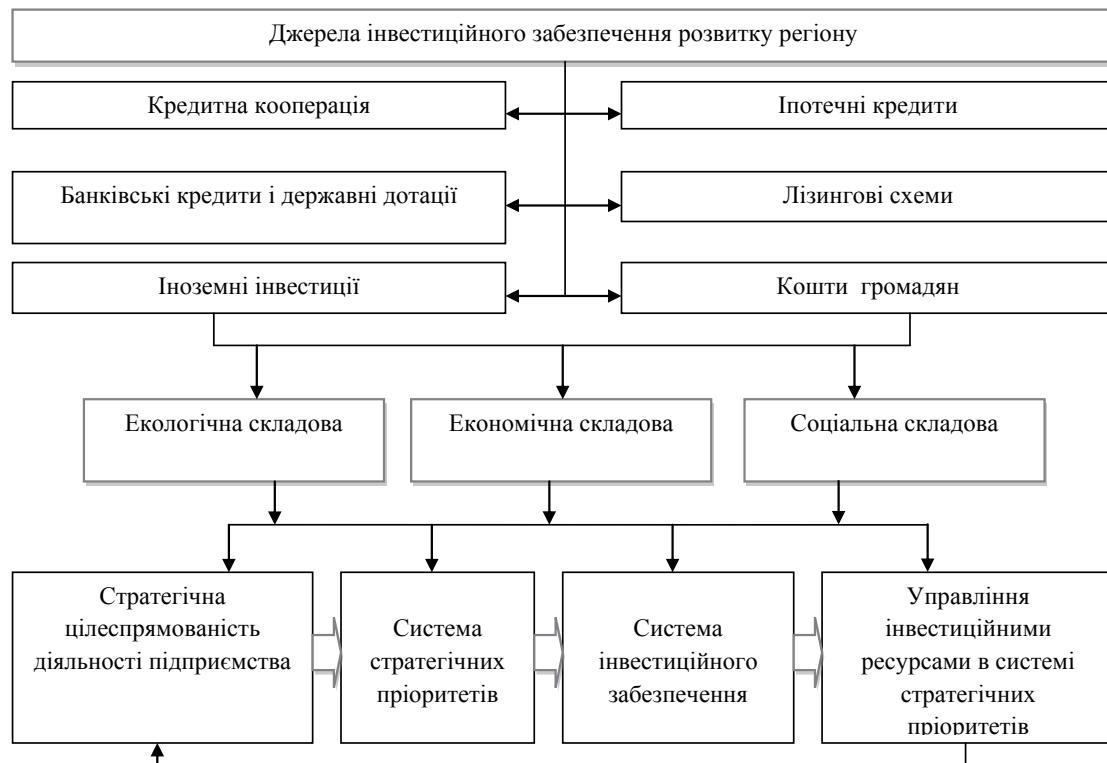 Джерела інвестиційного забезпечення розвитку регіону
Кредитна кооперація
Іпотечні кредити
Банківські кредити і державні дотації
Лізингові схеми
Іноземні інвестиції
Кошти громадян
Екологічна складова
Економічна складова
Соціальна складова
Стратегічна
цілеспрямованість
діяльності підприємства
Система
стратегічних
пріоритетів
Система
інвестиційного
забезпечення
Управління
інвестиційними
ресурсами в системі
стратегічних
пріоритетів